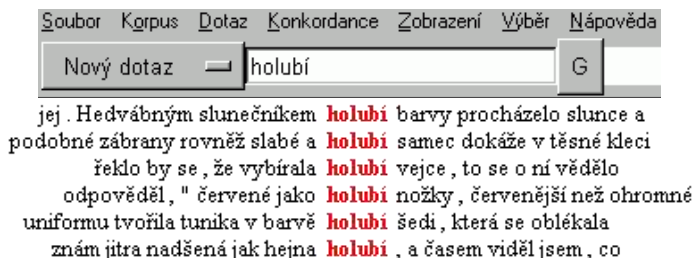 Soubor Korpus Dotaz Konkordance Zobrazení Výběr Nápověda
Nový dotaz holubí G
jej . Hedvábným slunečníkem holubí barvy procházelo slunce a
podobné zábrany rovněž slabé a holubí samec dokáže v těsné kleci
řeklo by se , že vybírala holubí vejce , to se o ní vědělo
odpověděl , " červené jako holubí nožky , červenější než ohromné
uniformu tvořila tunika v barvě holubí šedi , která se oblékala
znám jitra nadšená jak hejna holubí , a časem viděl jsem , co